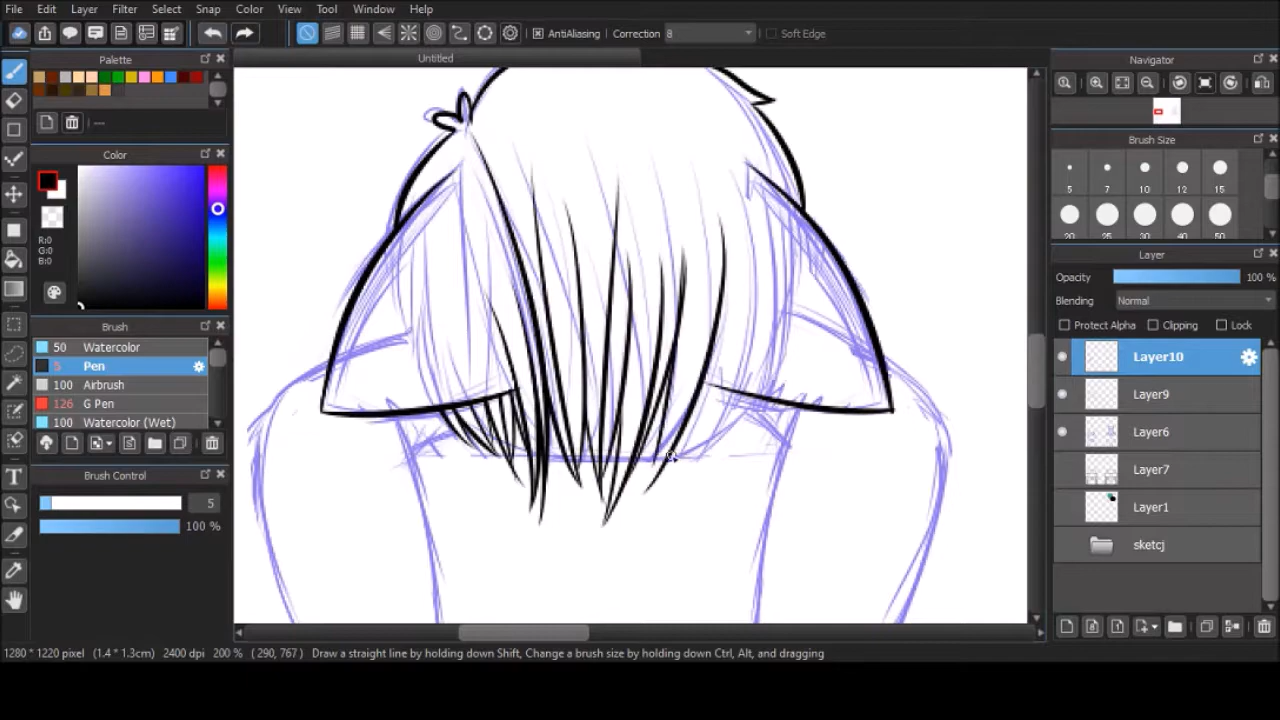 File Edit Layer Filter Select Snap Color View Tool Window Help
AntiAliasing Correction 8 Soft Edge
Palette
Untitled
Navigator
---
Color
R:0
G:0
B:0
Brush
50 Watercolor
5 Pen
100 Airbrush
126 G Pen
100 Watercolor (Wet)
Brush Control
5
100 %
T
Brush Size
5 7 10 12 15
20 25 30 40 50
Layer
Opacity 100 %
Blending Normal
Protect Alpha Clipping Lock
Layer10
Layer9
Layer6
Layer7
Layer1
sketcj
1280 * 1220 pixel (1.4 * 1.3cm) 2400 dpi 200 % ( 290, 767 ) Draw a straight line by holding down Shift, Change a brush size by holding down Ctrl, Alt, and dragging